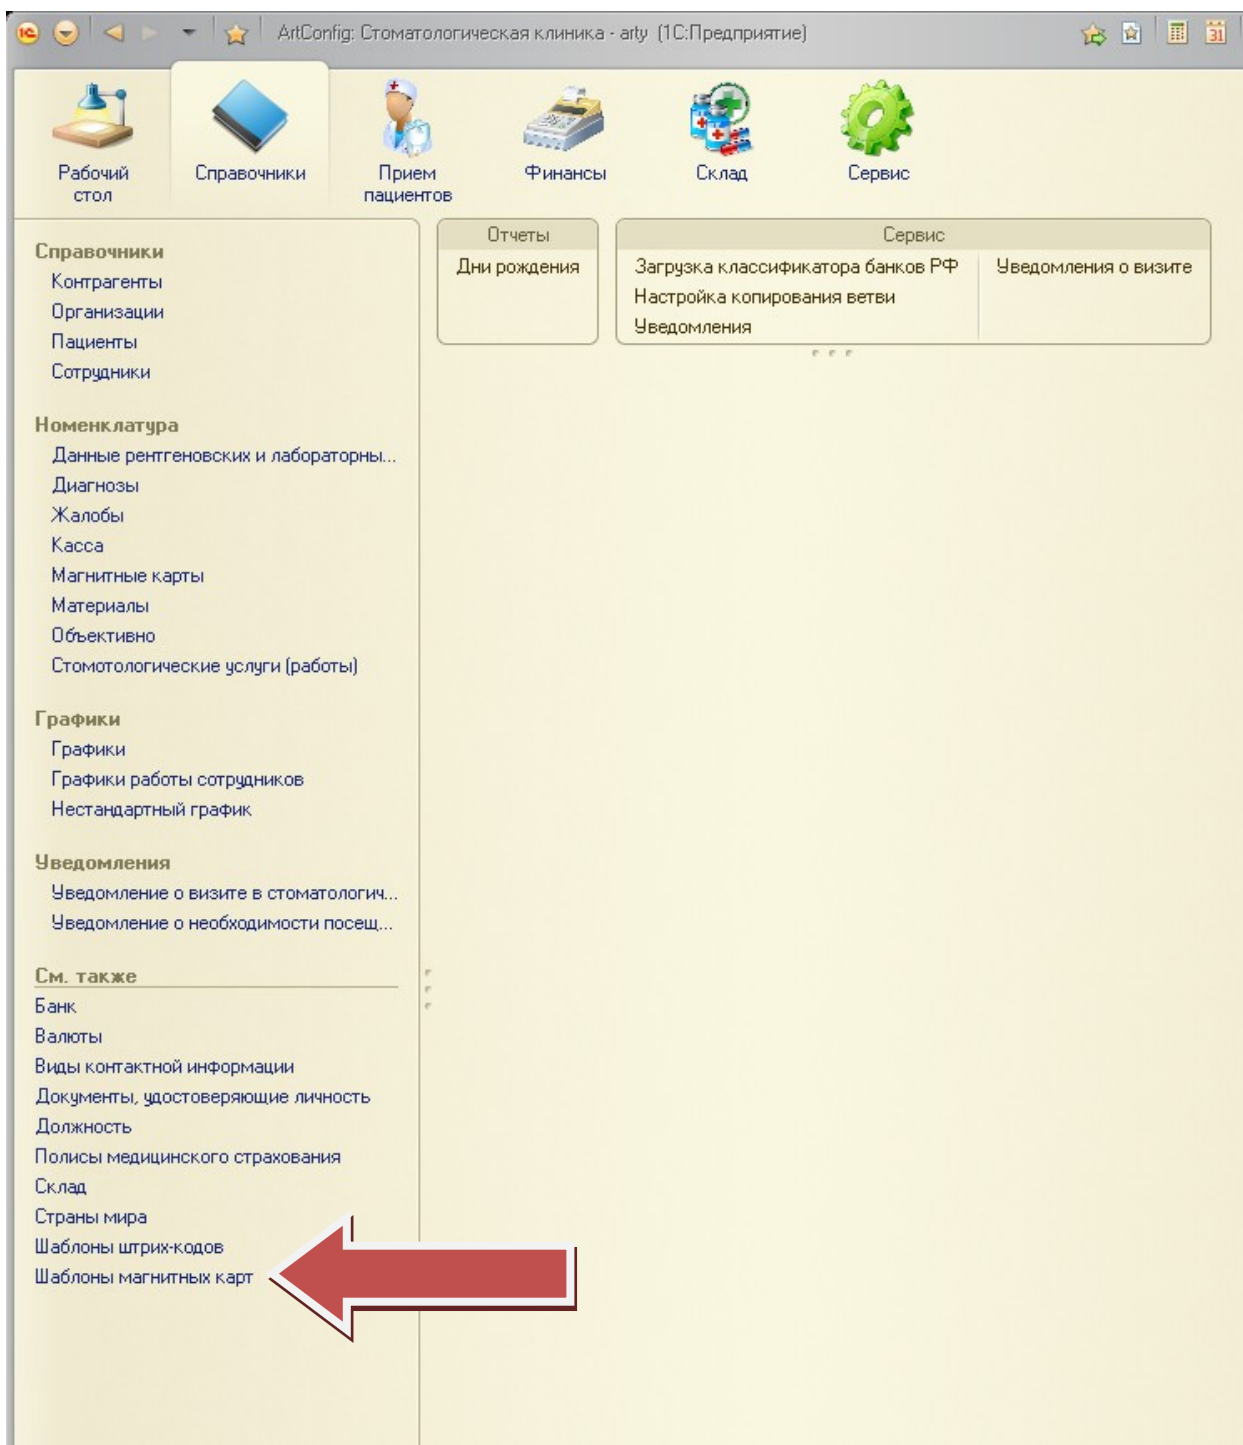 1С ArtConfig: Стоматологическая клиника - arty (1С:Предприятие) 31
Рабочий
стол
Справочники
Прием
пациентов
Финансы
Склад
Сервис
Справочники
Контрагенты
Организации
Пациенты
Сотрудники
Номенклатура
Данные рентгеновских и лабораторны...
Диагнозы
Жалобы
Касса
Магнитные карты
Материалы
Объективно
Стомотологические услуги (работы)
Графики
Графики
Графики работы сотрудников
Нестандартный график
Уведомления
Уведомление о визите в стоматологич...
Уведомление о необходимости посещ...
См. также
Банк
Валюты
Виды контактной информации
Документы, удостоверяющие личность
Должность
Полисы медицинского страхования
Склад
Страны мира
Шаблоны штрих-кодов
Шаблоны магнитных карт
Отчеты
Дни рождения
Сервис
Загрузка классификатора банков РФ
Настройка копирования ветви
Уведомления
Уведомления о визите